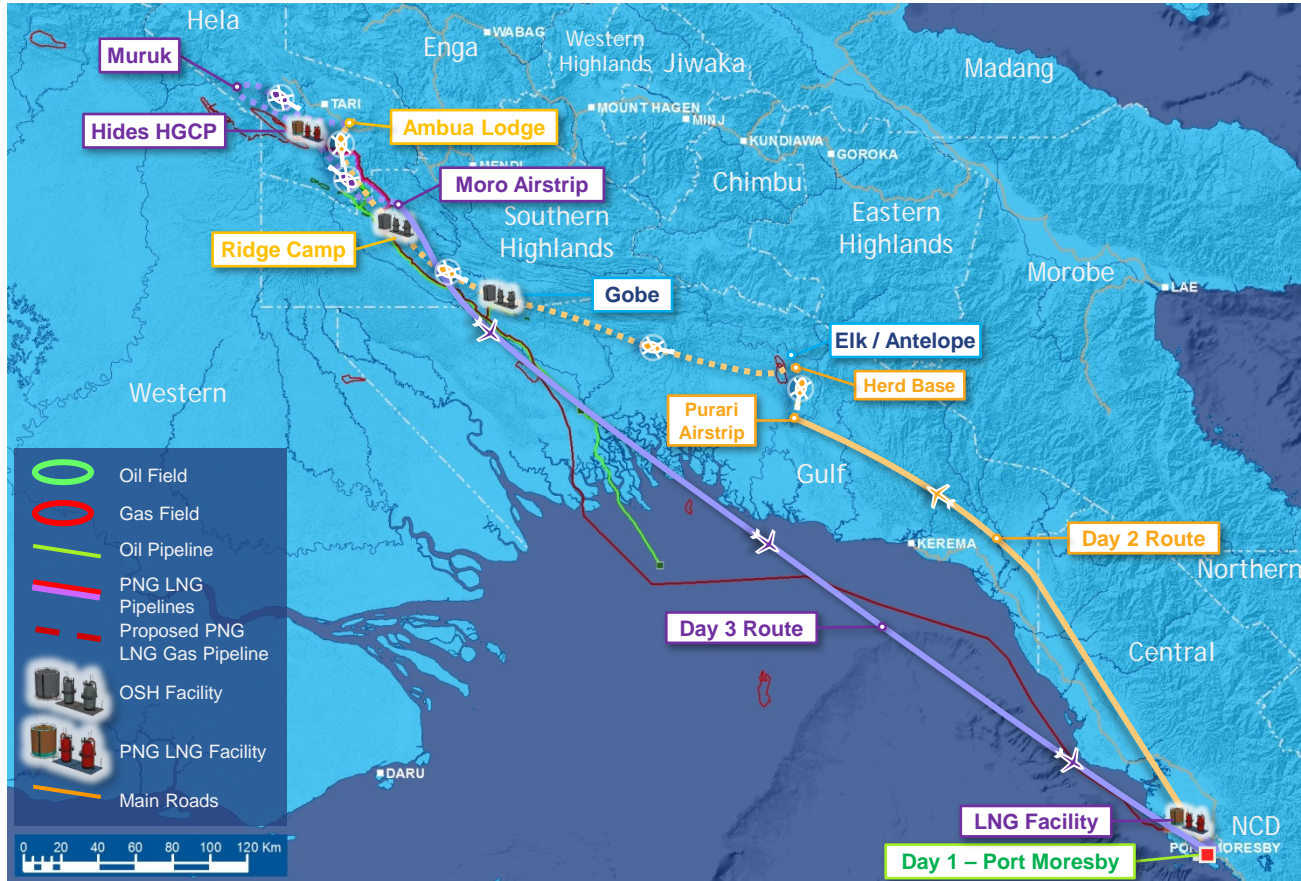 Hela
Enga
WABAG
Western
Highlands
Jiwaka
Madang
Muruk
TARI
MOUNT HAGEN
MINJ
Hides HGCP
Ambua Lodge
KUNDIAWA
GOROKA
MENDI
Chimbu
Moro Airstrip
Southern
Highlands
Eastern
Highlands
Ridge Camp
Morobe
LAE
Gobe
Elk / Antelope
Herd Base
Western
Purari
Airstrip
Gulf
KEREMA
Day 2 Route
Northern
Day 3 Route
Central
Oil Field
Gas Field
Oil Pipeline
PNG LNG
Pipelines
Proposed PNG
LNG Gas Pipeline
OSH Facility
PNG LNG Facility
Main Roads
0 20 40 60 80 100 120 Km
DARU
LNG Facility
NCD
PORT MORESBY
Day 1 – Port Moresby